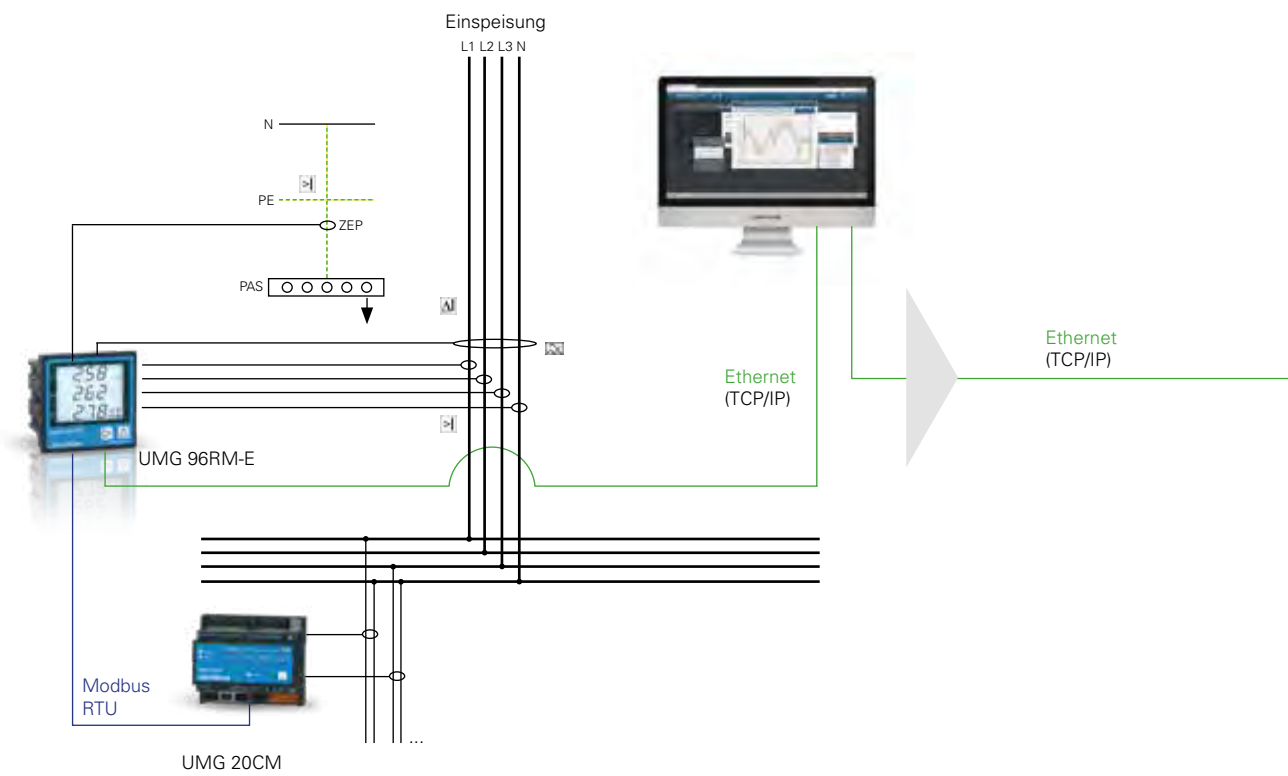 Einspeisung
L1 L2 L3 N
N
PE
ZEP
PAS
258
262
278
UMG 96RM-E
Ethernet
(TCP/IP)
Ethernet
(TCP/IP)
Modbus
RTU
...
UMG 20CM